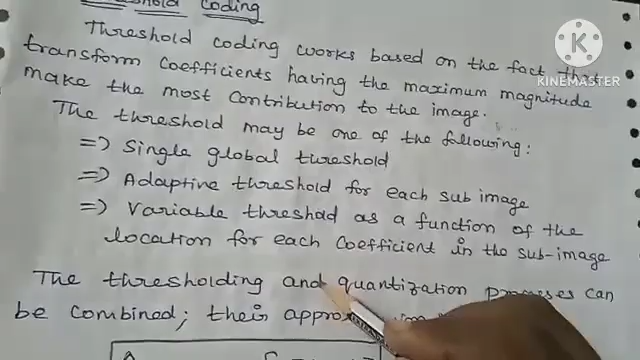 Threshold Coding
K
KINEMASTER
Threshold coding works based on the fact that
transform coefficients having the maximum magnitude
make the most contribution to the image.
The threshold may be one of the following:
=> Single global threshold
=> Adaptive threshold for each sub image
=> Variable threshad as a function of the
location for each coefficient in the sub-image
The thresholding and quantization can
be combined; their